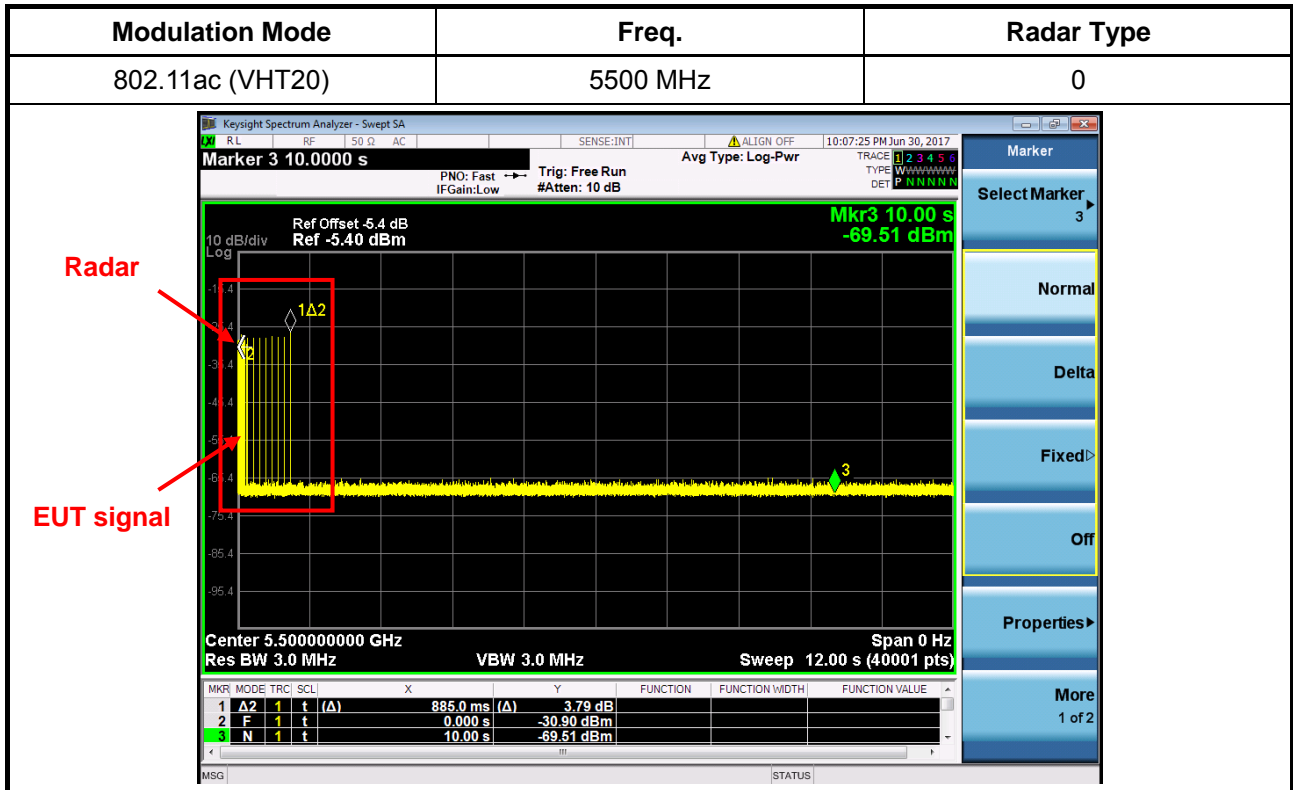 Modulation Mode Freq. Radar Type
802.11ac (VHT20) 5500 MHz 0
Keysight Spectrum Analyzer - Swept SA
LXI RL RF 50 Ω AC SENSE:INT ALIGN OFF 10:07:25 PM Jun 30, 2017
Marker 3 10.0000 s
PNO: Fast
IFGain:Low
Trig: Free Run
#Atten: 10 dB
Avg Type: Log-Pwr
TRACE 1 2 3 4 5 6
TYPE WWWWWW
DET P N N N N N
Marker
Select Marker
3
Normal
Delta
Fixed
Off
Properties
More
1 of 2
Ref Offset -5.4 dB
10 dB/div Ref -5.40 dBm
Log
Mkr3 10.00 s
-69.51 dBm
Radar
EUT signal
1Δ2
2
3
-75.4
-85.4
-95.4
Center 5.500000000 GHz Span 0 Hz
Res BW 3.0 MHz VBW 3.0 MHz Sweep 12.00 s (40001 pts)
MKR MODE TRC SCL X Y FUNCTION FUNCTION WIDTH FUNCTION VALUE
1 Δ2 1 t (Δ) 885.0 ms (Δ) 3.79 dB
2 F 1 t 0.000 s -30.90 dBm
3 N 1 t 10.00 s -69.51 dBm
MSG STATUS